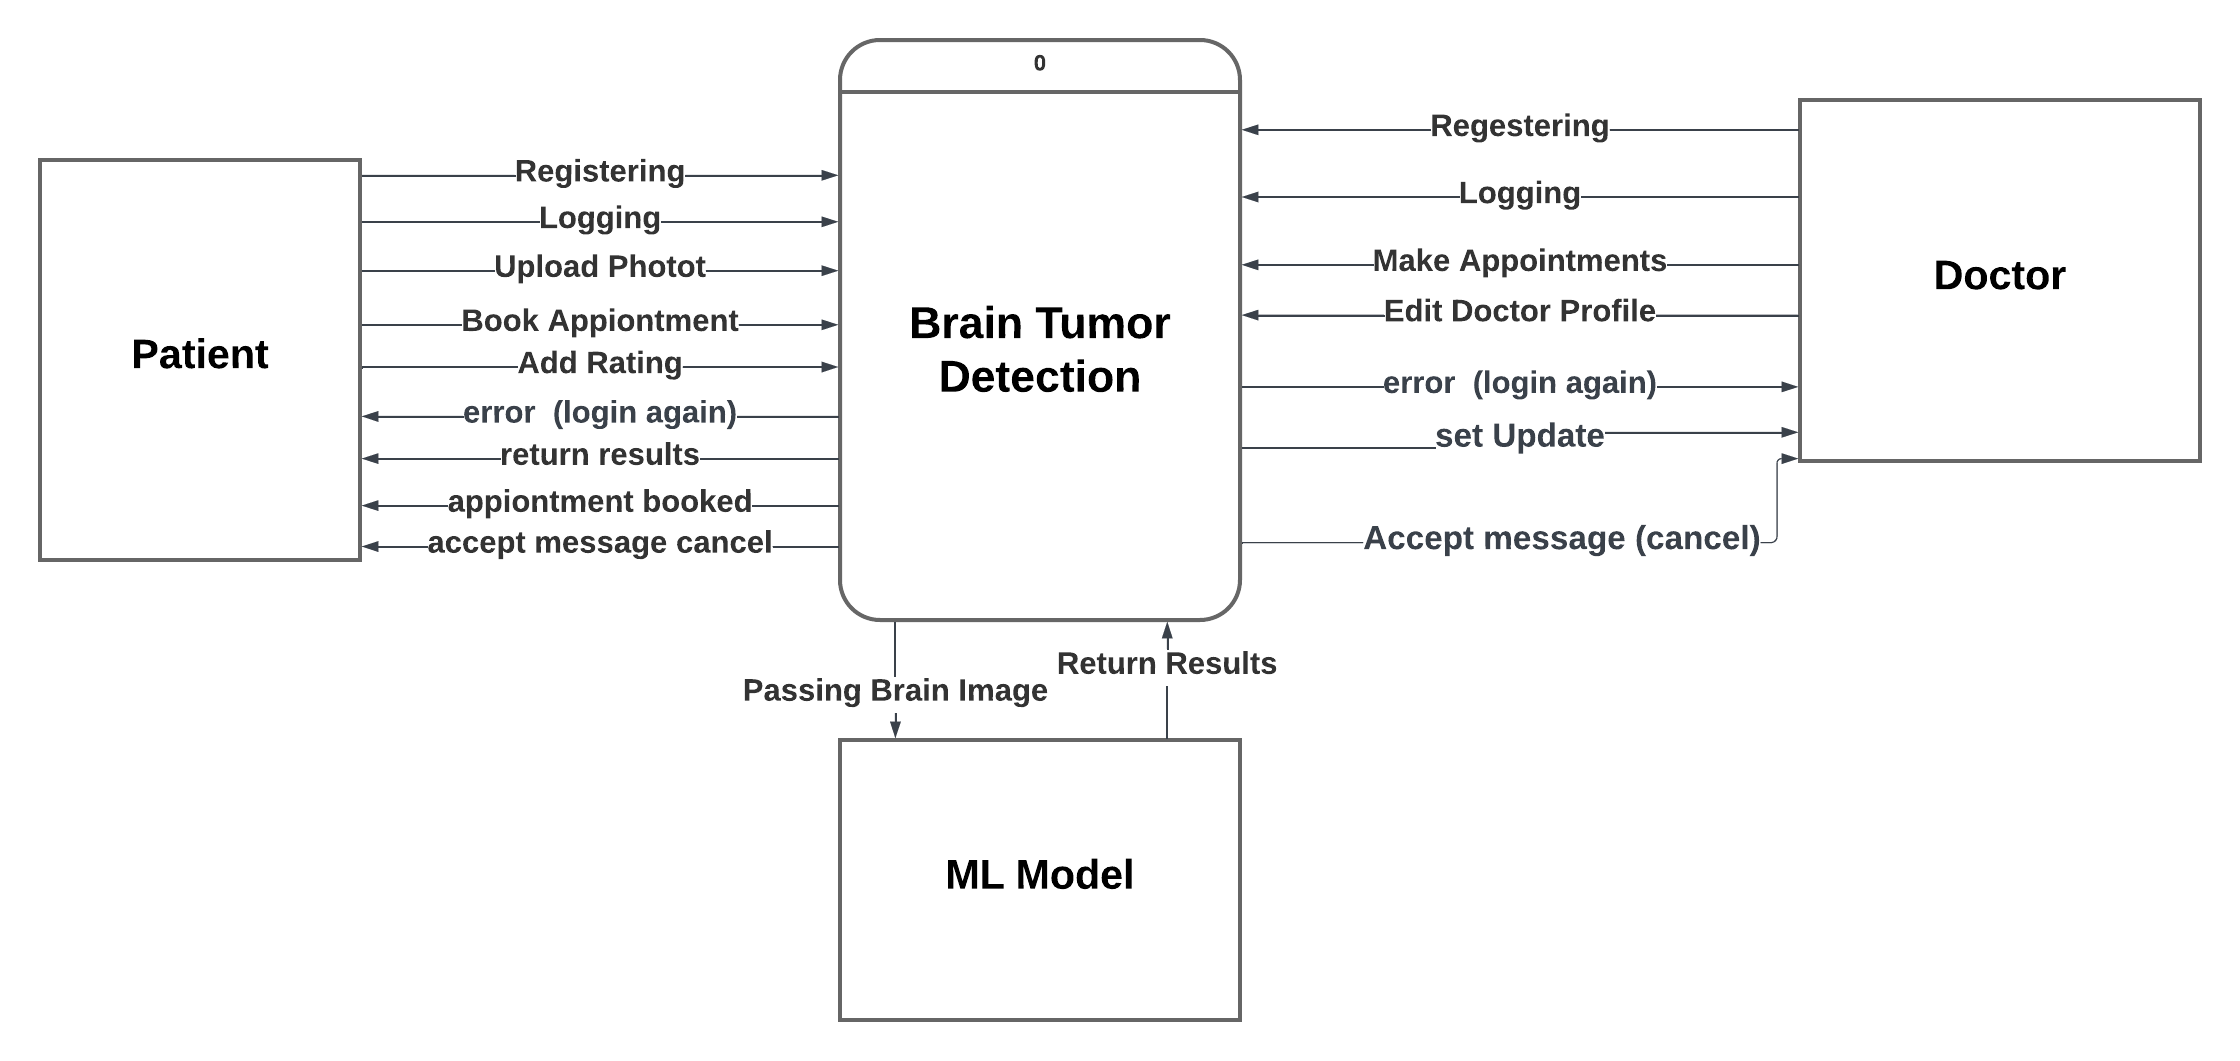 0
Brain Tumor
Detection
Patient
Registering
Logging
Upload Photot
Book Appiontment
Add Rating
error  (login again)
return results
appiontment booked
accept message cancel
Regestering
Logging
Make Appointments
Edit Doctor Profile
error  (login again)
set Update
Accept message (cancel)
Doctor
Passing Brain Image
Return Results
ML Model